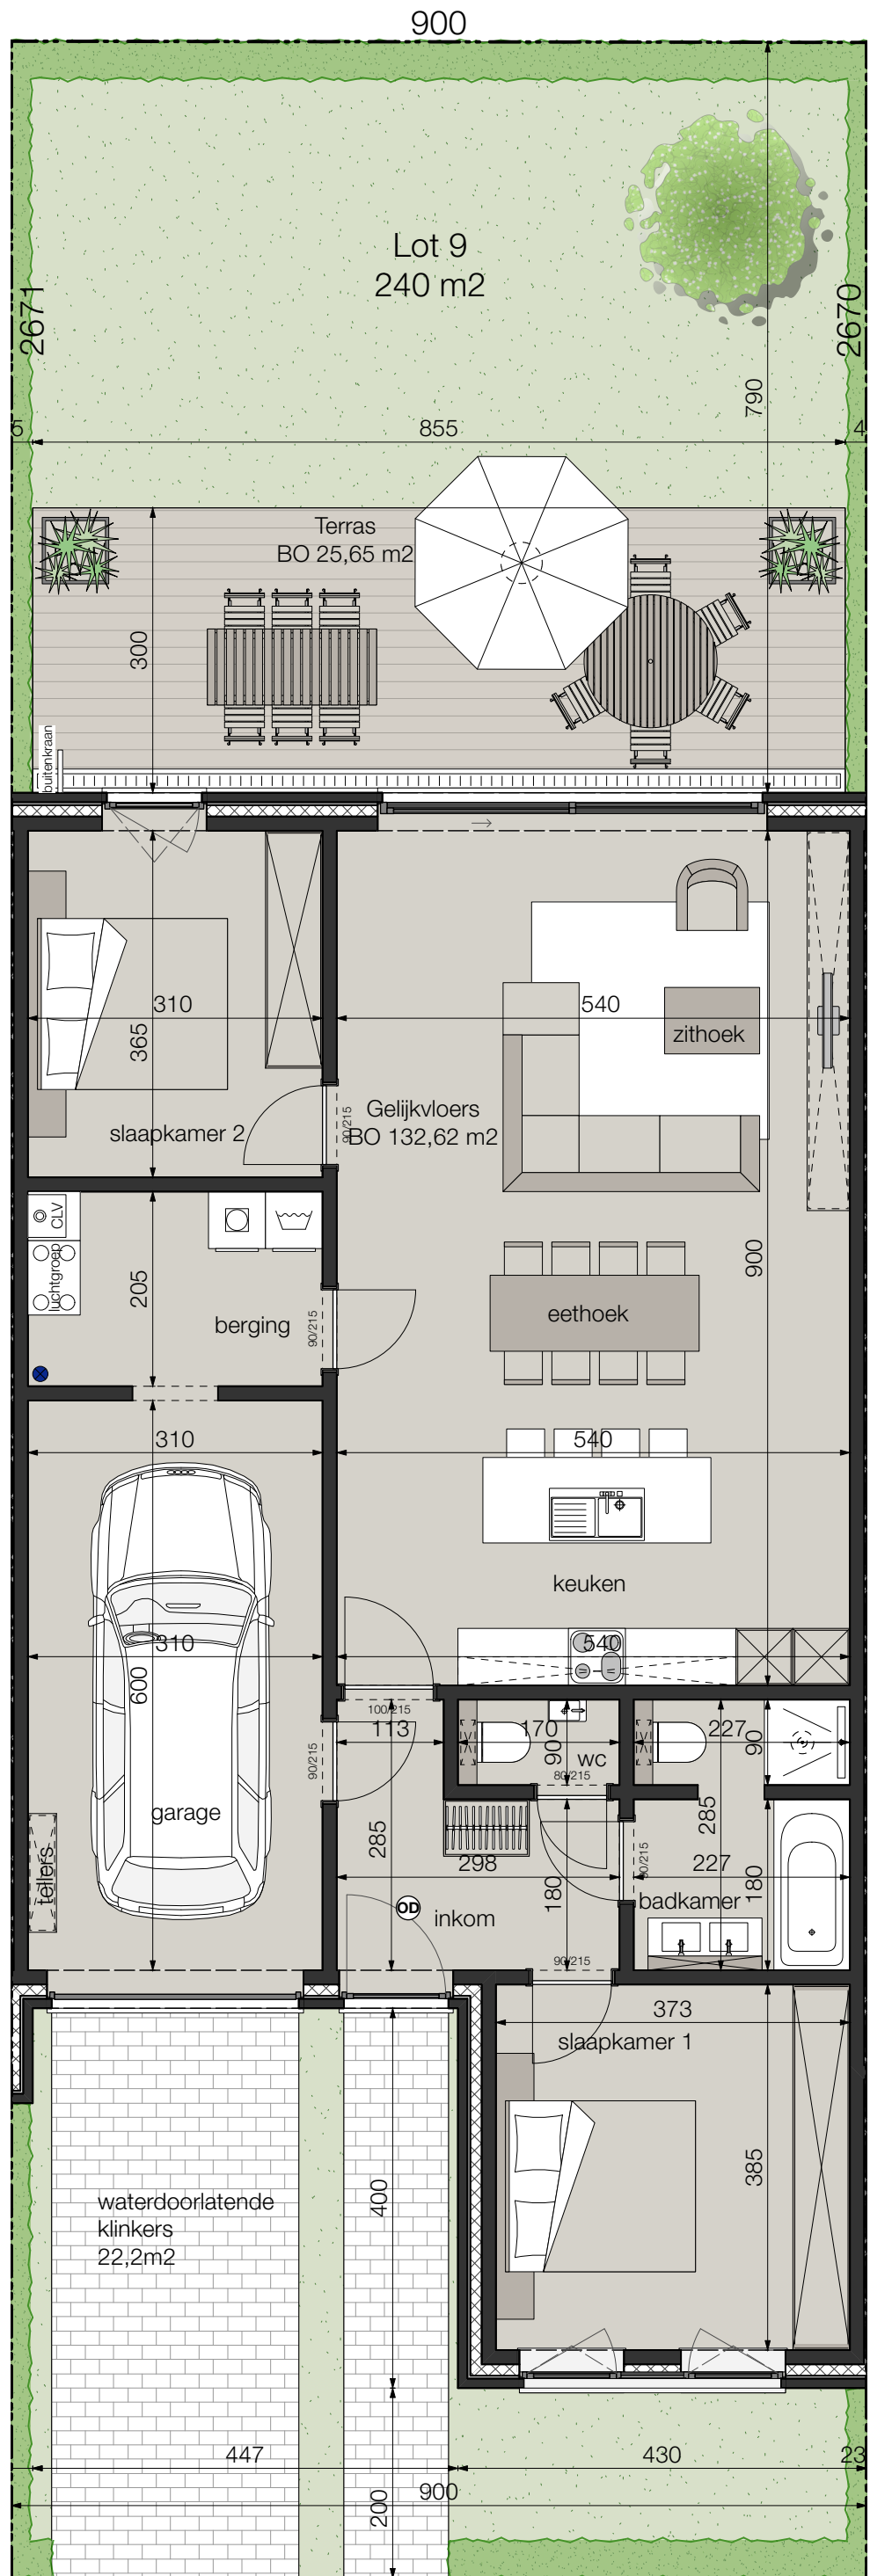 900
Lot 9
240 m2
2671
2670
790
5
855
4
Terras
BO 25,65 m2
300
buitenkraan
310
540
365
zithoek
Gelijkvloers
BO 132,62 m2
90/215
slaapkamer 2
CLV
luchtgroep
205
900
eethoek
berging
90/215
310
540
keuken
310
540
600
100/215
113
170
227
90
90
wc
90/215
80/215
garage
285
285
tellers
298
227
180
180
90/215
badkamer
OD
inkom
90/215
373
slaapkamer 1
385
400
waterdoorlatende
klinkers
22,2m2
447
430
23
900
200